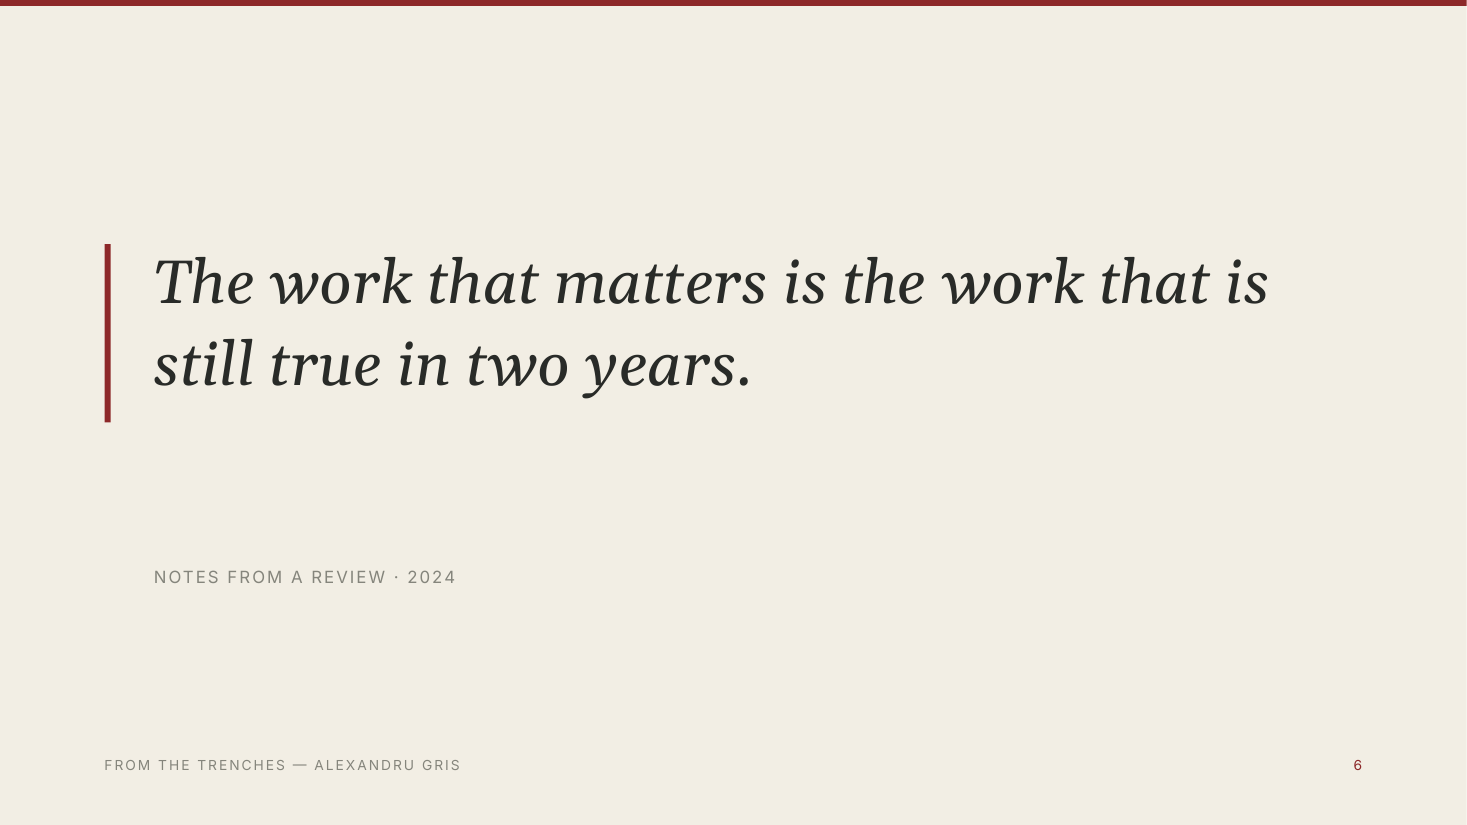 The work that matters is the work that is
still true in two years.
NOTES FROM A REVIEW · 2024
FROM THE TRENCHES — ALEXANDRU GRIS
6